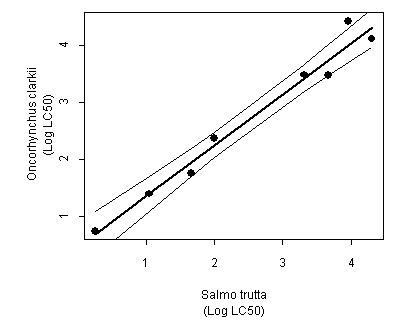 Oncorhynchus clarkii
(Log LC50)
4
3
2
1
1 2 3 4
Salmo trutta
(Log LC50)